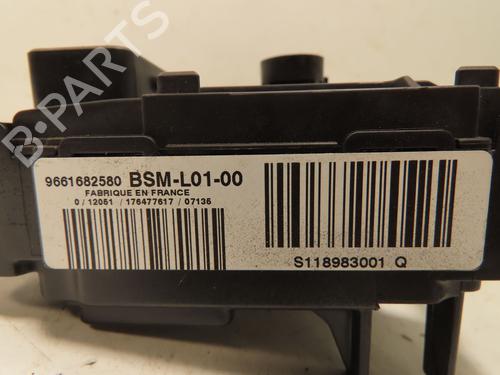 B-PARTS
9661682580 BSM-L01-00
FABRIQUE EN FRANCE
0 / 12051 / 176477617 / 07135
S118983001 Q